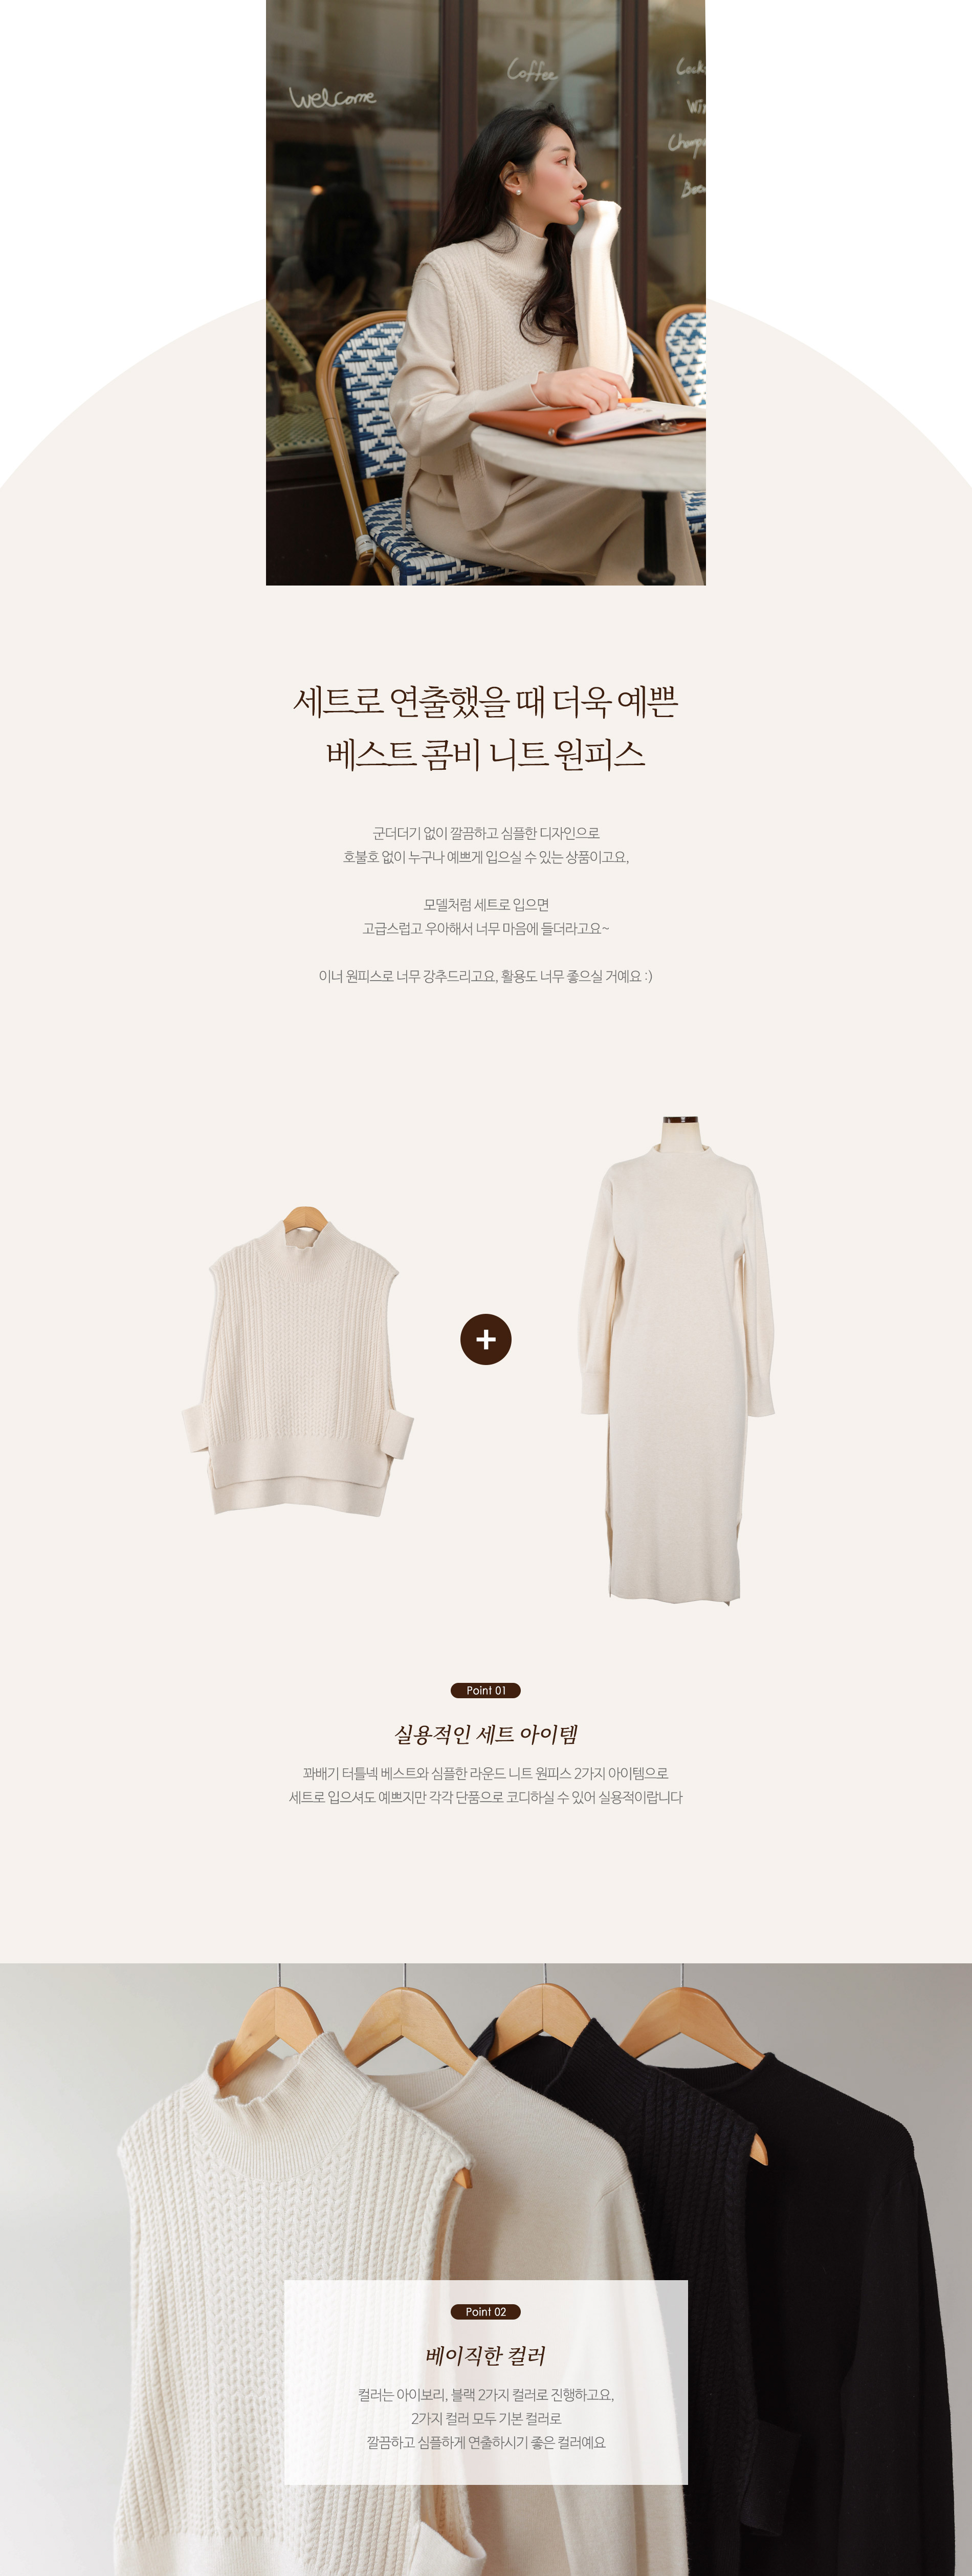 Welcome
Coffee
세트로 연출했을 때 더욱 예쁜
베스트 콤비 니트 원피스
군더더기 없이 깔끔하고 심플한 디자인으로
호불호 없이 누구나 예쁘게 입으실 수 있는 상품이고요,
모델처럼 세트로 입으면
고급스럽고 우아해서 너무 마음에 들더라고요~
이너 원피스로 너무 강추드리고요, 활용도 너무 좋으실 거예요 :)
+
Point 01
실용적인 세트 아이템
꽈배기 터틀넥 베스트와 심플한 라운드 니트 원피스 2가지 아이템으로
세트로 입으셔도 예쁘지만 각각 단품으로 코디하실 수 있어 실용적이랍니다
Point 02
베이직한 컬러
컬러는 아이보리, 블랙 2가지 컬러로 진행하고요,
2가지 컬러 모두 기본 컬러로
깔끔하고 심플하게 연출하시기 좋은 컬러예요